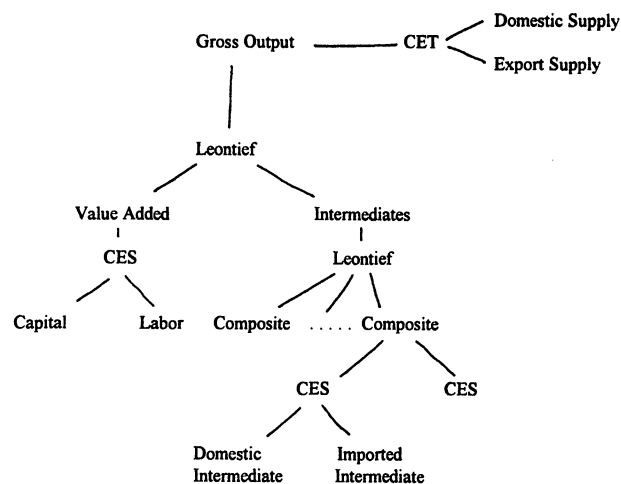 Domestic Supply
Gross Output
CET
Export Supply
Leontief
Value Added
Intermediates
CES
Leontief
Capital
Labor
Composite
.....
Composite
CES
CES
Domestic
Intermediate
Imported
Intermediate